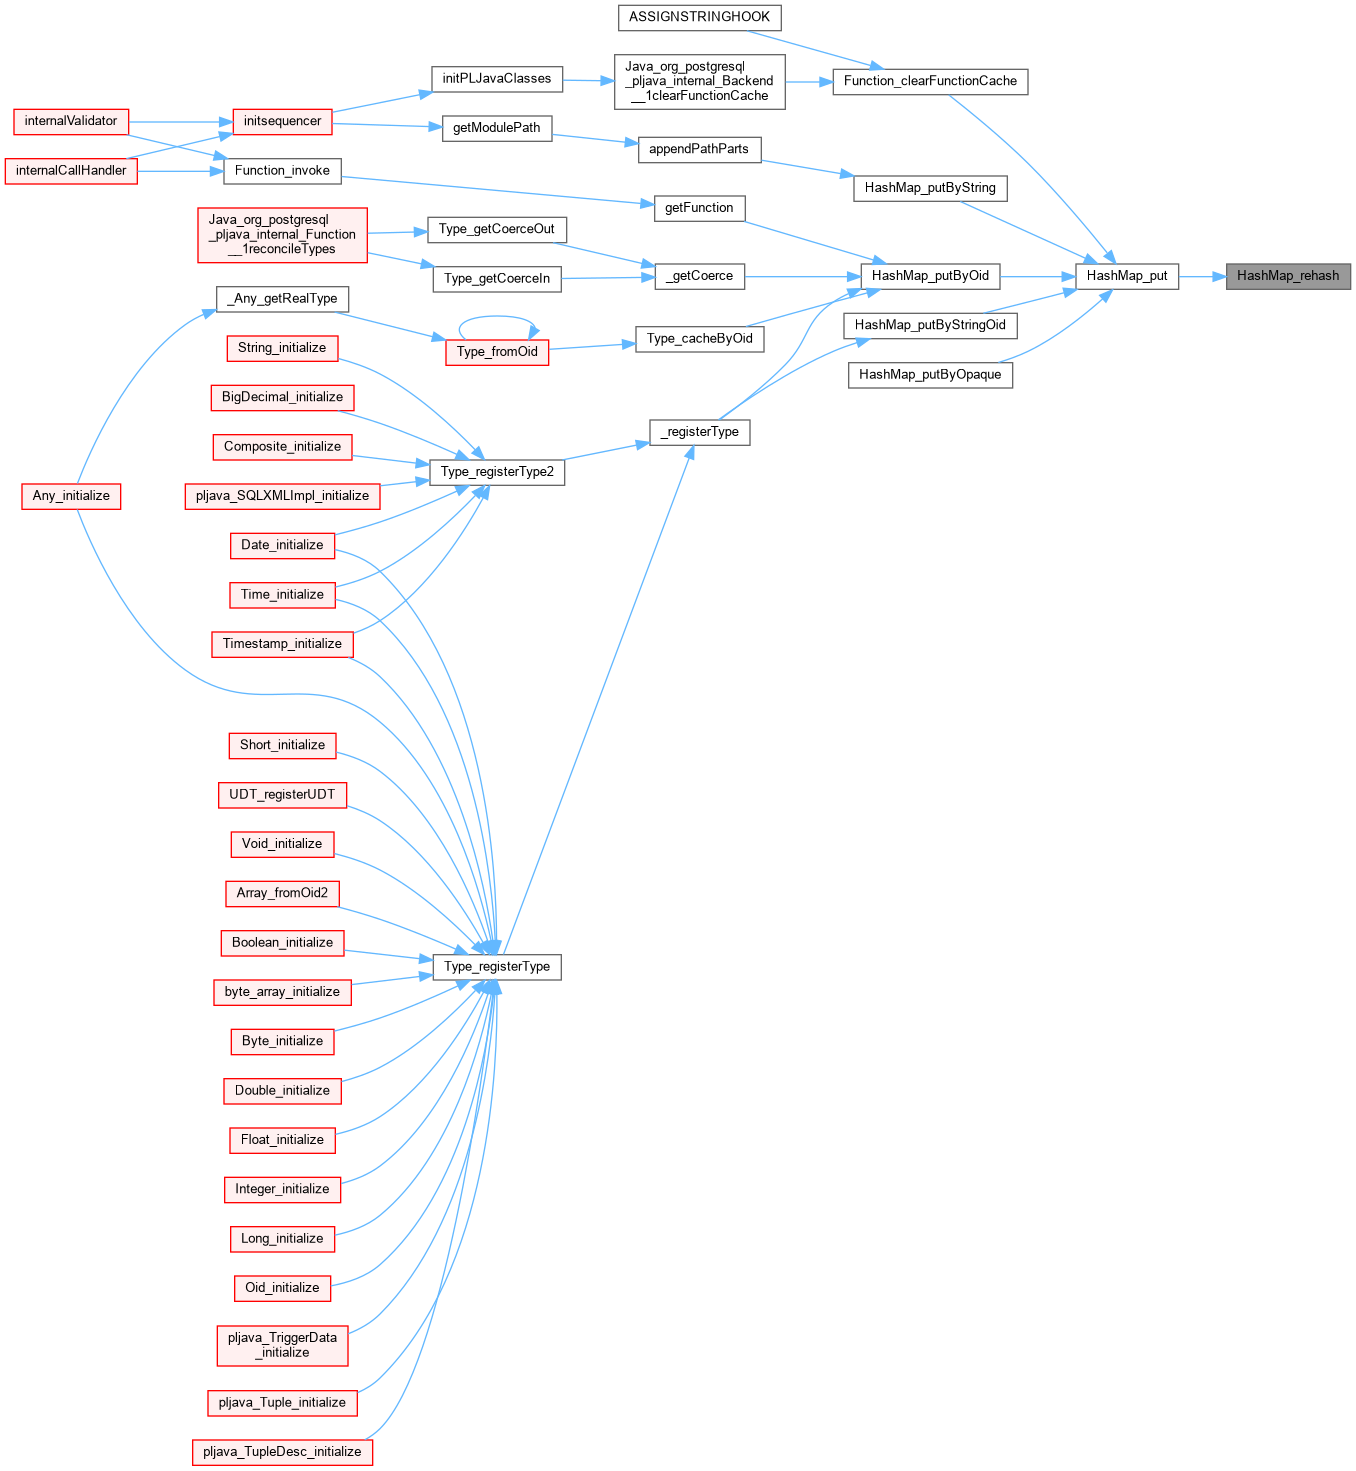 ASSIGNSTRINGHOOK
Java_org_postgresql
_pljava_internal_Backend
__1clearFunctionCache
initPLJavaClasses
Function_clearFunctionCache
internalValidator
initsequencer
getModulePath
appendPathParts
internalCallHandler
Function_invoke
HashMap_putByString
getFunction
Java_org_postgresql
_pljava_internal_Function
__1reconcileTypes
Type_getCoerceOut
Type_getCoerceIn
_getCoerce
HashMap_putByOid
HashMap_put
HashMap_rehash
_Any_getRealType
HashMap_putByStringOid
Type_cacheByOid
String_initialize
Type_fromOid
HashMap_putByOpaque
BigDecimal_initialize
_registerType
Composite_initialize
Type_registerType2
Any_initialize
pljava_SQLXMLImpl_initialize
Date_initialize
Time_initialize
Timestamp_initialize
Short_initialize
UDT_registerUDT
Void_initialize
Array_fromOid2
Boolean_initialize
Type_registerType
byte_array_initialize
Byte_initialize
Double_initialize
Float_initialize
Integer_initialize
Long_initialize
Oid_initialize
pljava_TriggerData
_initialize
pljava_Tuple_initialize
pljava_TupleDesc_initialize